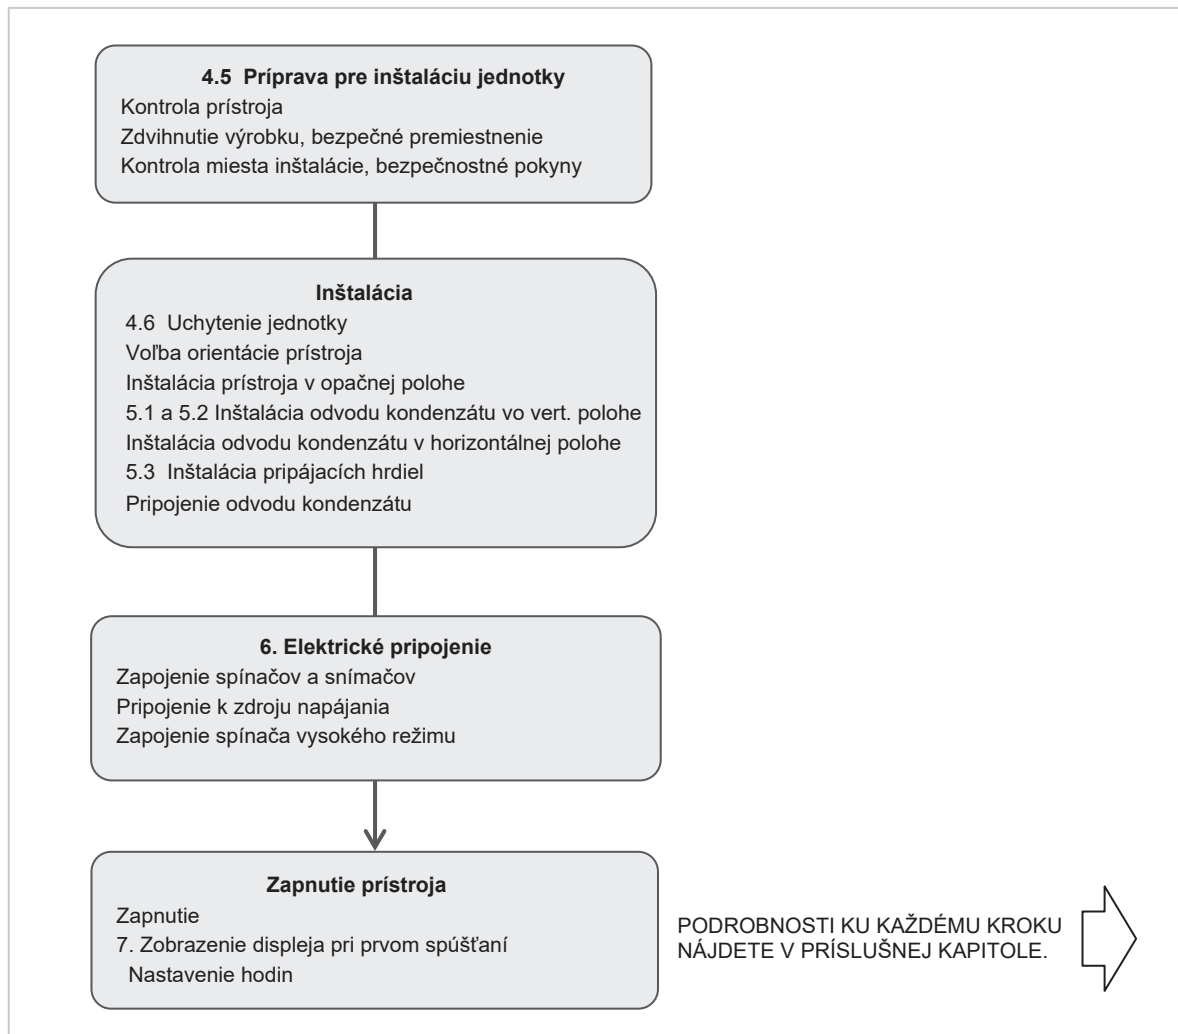 4.5 Príprava pre inštaláciu jednotky
Kontrola prístroja
Zdvihnutie výrobku, bezpečné premiestnenie
Kontrola miesta inštalácie, bezpečnostné pokyny
Inštalácia
4.6 Uchytenie jednotky
Voľba orientácie prístroja
Inštalácia prístroja v opačnej polohe
5.1 a 5.2 Inštalácia odvodu kondenzátu vo vert. polohe
Inštalácia odvodu kondenzátu v horizontálnej polohe
5.3 Inštalácia pripájacích hrdiel
Pripojenie odvodu kondenzátu
6. Elektrické pripojenie
Zapojenie spínačov a snímačov
Pripojenie k zdroju napájania
Zapojenie spínača vysokého režimu
Zapnutie prístroja
Zapnutie
7. Zobrazenie displeja pri prvom spúšťaní
Nastavenie hodin
PODROBNOSTI KU KAŽDÉMU KROKU
NÁJDETE V PRÍSLUŠNEJ KAPITOLE.